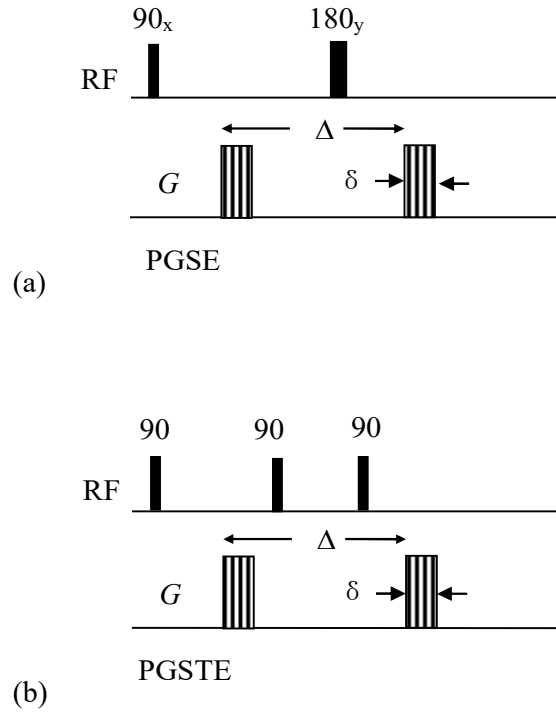 90x 180y
RF
Δ
G δ
PGSE
(a)
90 90 90
RF
Δ
G δ
PGSTE
(b)